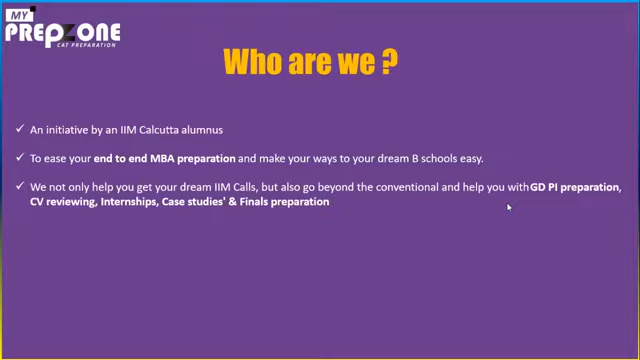 MY
PREPZONE
CAT PREPARATION
Who are we ?
✓ An initiative by an IIM Calcutta alumnus
✓ To ease your end to end MBA preparation and make your ways to your dream B schools easy.
✓ We not only help you get your dream IIM Calls, but also go beyond the conventional and help you with GD PI preparation,
CV reviewing, Internships, Case studies' & Finals preparation